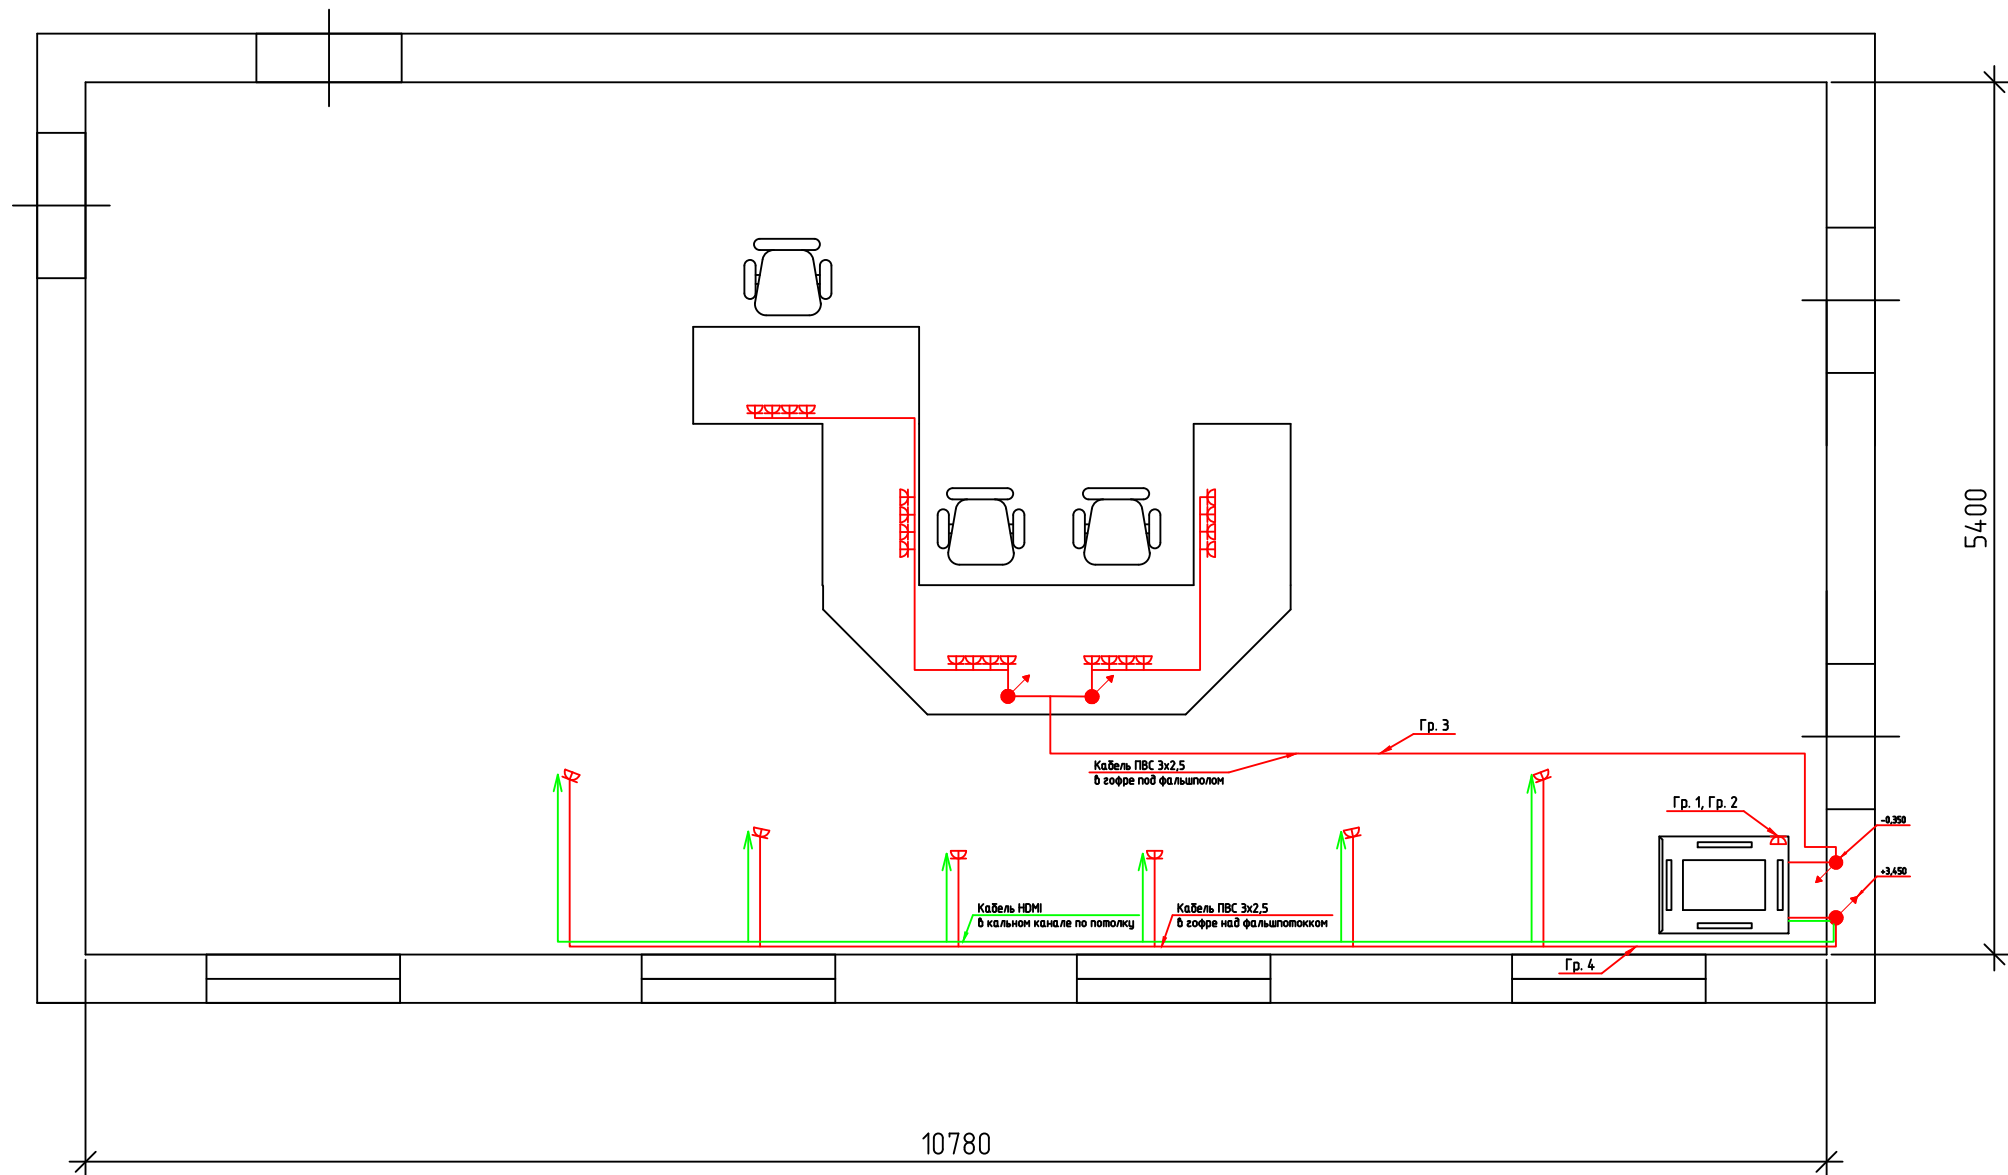 5400
Гр. 3
Кабель ПВС 3х2,5
в гофре под фальшполом
Гр. 1, Гр. 2
-0,350
+3,450
Кабель HDMI
в кальном канале по потолку
Кабель ПВС 3х2,5
в гофре над фальшпотокком
Гр. 4
10780